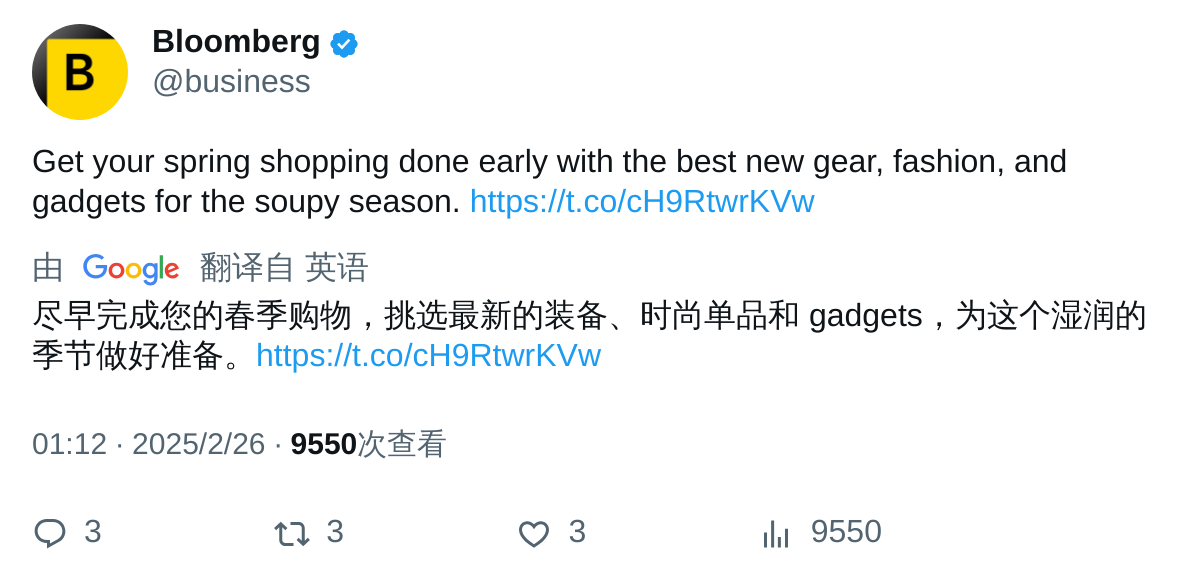 B
Bloomberg
@business
Get your spring shopping done early with the best new gear, fashion, and
gadgets for the soupy season. https://t.co/cH9RtwrKVw
由 Google 翻译自 英语
尽早完成您的春季购物，挑选最新的装备、时尚单品和 gadgets，为这个湿润的
季节做好准备。https://t.co/cH9RtwrKVw
01:12 · 2025/2/26 · 9550次查看
3 3 3 9550